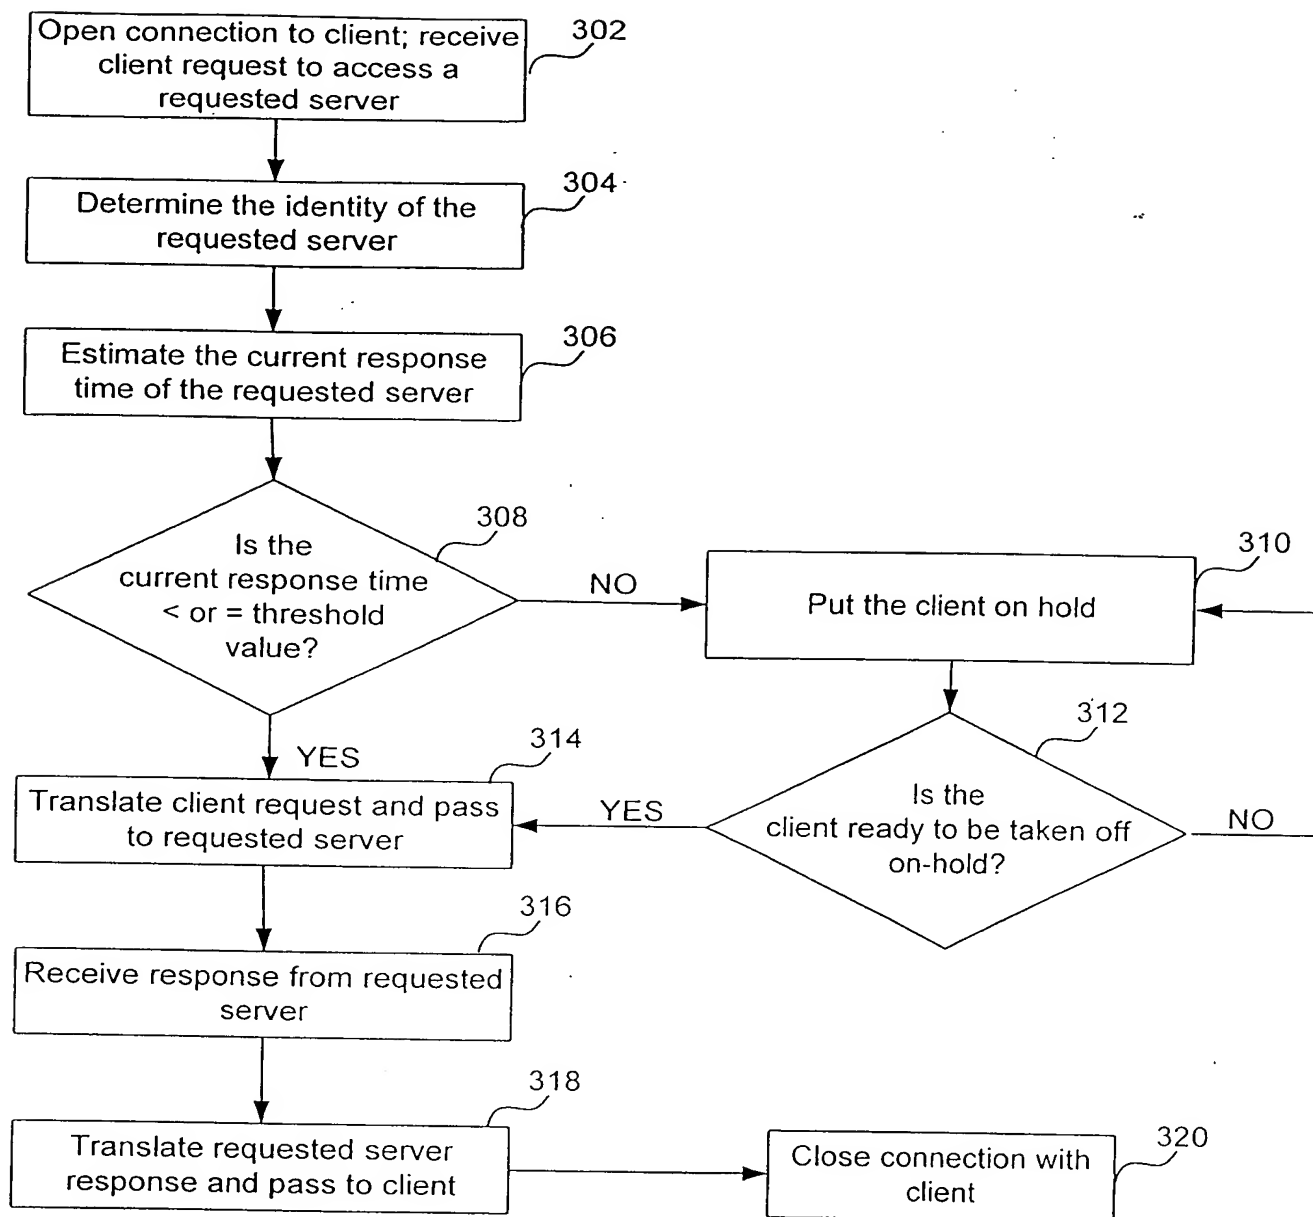 Open connection to client; receive
client request to access a
requested server
302
Determine the identity of the
requested server
304
Estimate the current response
time of the requested server
306
Is the
current response time
< or = threshold
value?
308
NO
Put the client on hold
310
YES
Is the
client ready to be taken off
on-hold?
312
YES
NO
Translate client request and pass
to requested server
314
Receive response from requested
server
316
Translate requested server
response and pass to client
318
Close connection with
client
320